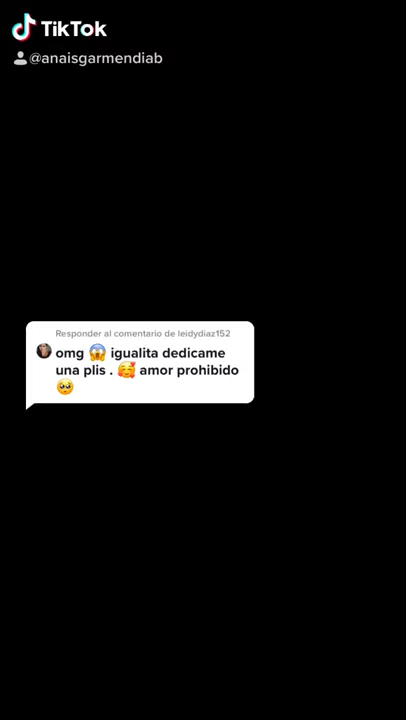 TikTok
@anaisgarmendiab
Responder al comentario de leidydiaz152
omg 😱 igualita dedicame
una plis . 🥰 amor prohibido
🥹